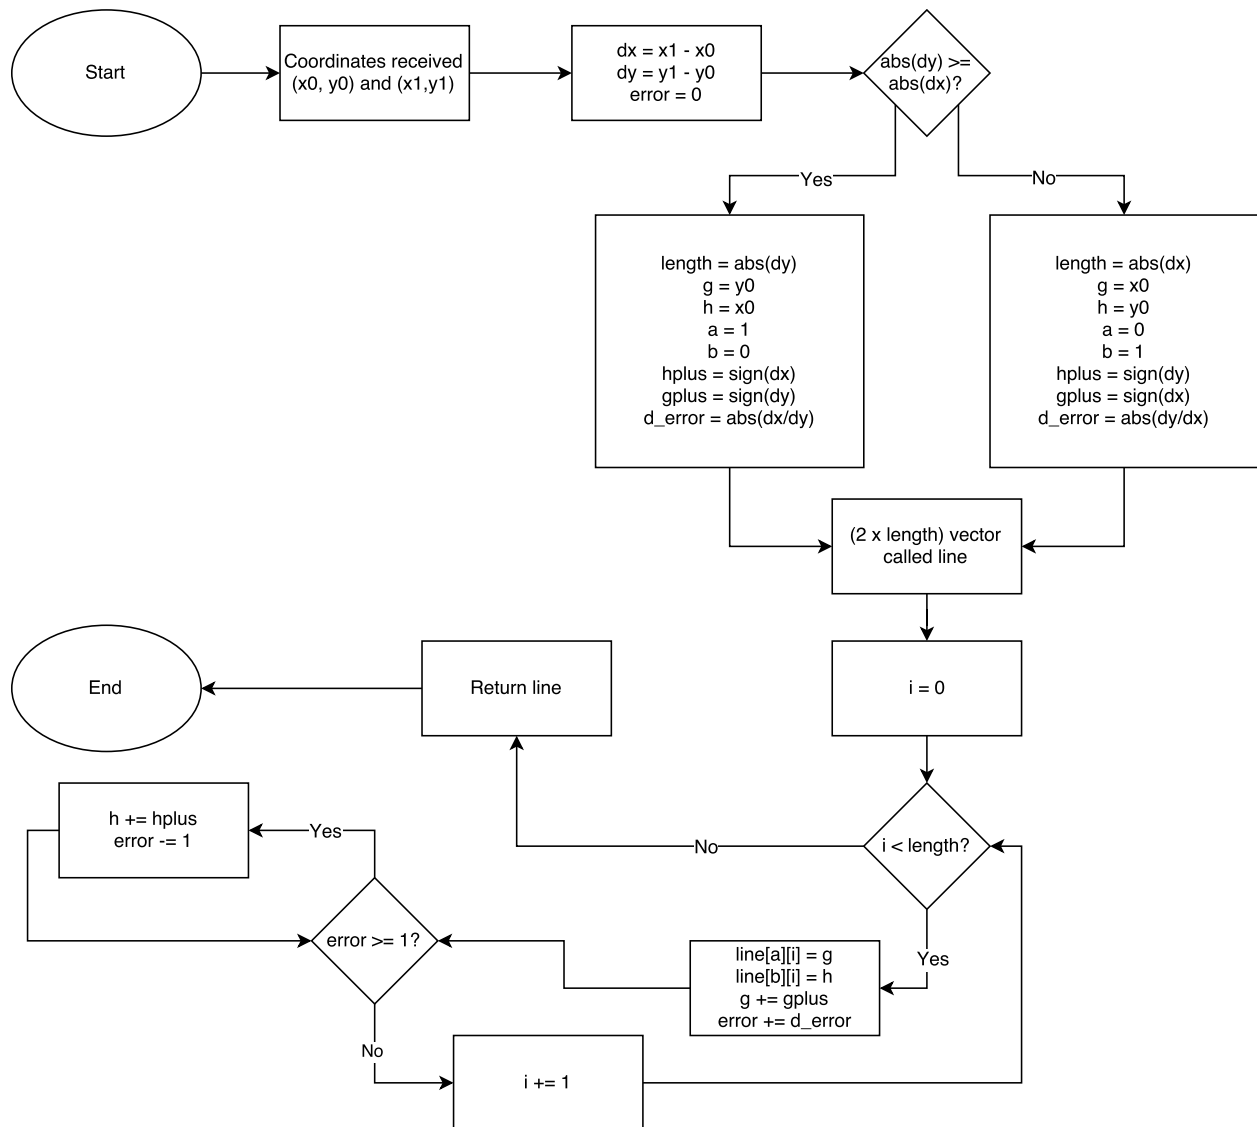 Start
Coordinates received
(x0, y0) and (x1,y1)
dx = x1 - x0
dy = y1 - y0
error = 0
abs(dy) >=
abs(dx)?
Yes
No
length = abs(dy)
g = y0
h = x0
a = 1
b = 0
hplus = sign(dx)
gplus = sign(dy)
d_error = abs(dx/dy)
length = abs(dx)
g = x0
h = y0
a = 0
b = 1
hplus = sign(dy)
gplus = sign(dx)
d_error = abs(dy/dx)
(2 x length) vector
called line
i = 0
i < length?
No
Return line
End
Yes
line[a][i] = g
line[b][i] = h
g += gplus
error += d_error
error >= 1?
Yes
h += hplus
error -= 1
No
i += 1